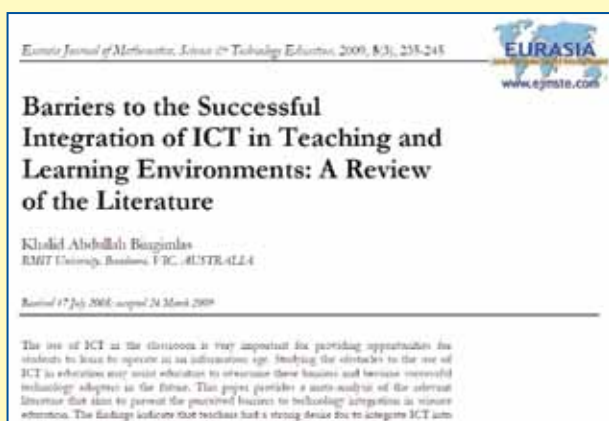 Eurasia Journal of Mathematics, Science & Technology Education, 2009, 5(3), 235-245
EURASIA
www.ejmste.com
Barriers to the Successful
Integration of ICT in Teaching and
Learning Environments: A Review
of the Literature
Khalid Abdullah Bingimlas
RMIT University, Bundoora, VIC, AUSTRALIA
Received 17 July 2008; accepted 24 March 2009
The use of ICT in the classroom is very important for providing opportunities for
students to learn to operate in an information age. Studying the obstacles to the use of
ICT in education may assist educators to overcome these barriers and become successful
technology adopters in the future. This paper provides a meta-analysis of the relevant
literature that aims to present the perceived barriers to technology integration in science
education. The findings indicate that teachers had a strong desire for to integrate ICT into